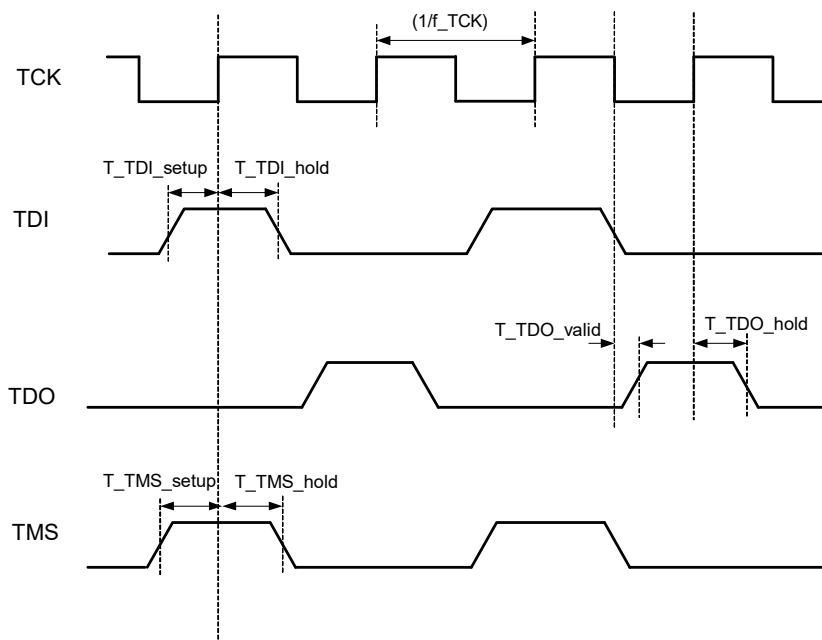 (1/f_TCK)
TCK
T_TDI_setup T_TDI_hold
TDI
T_TDO_valid T_TDO_hold
TDO
T_TMS_setup T_TMS_hold
TMS